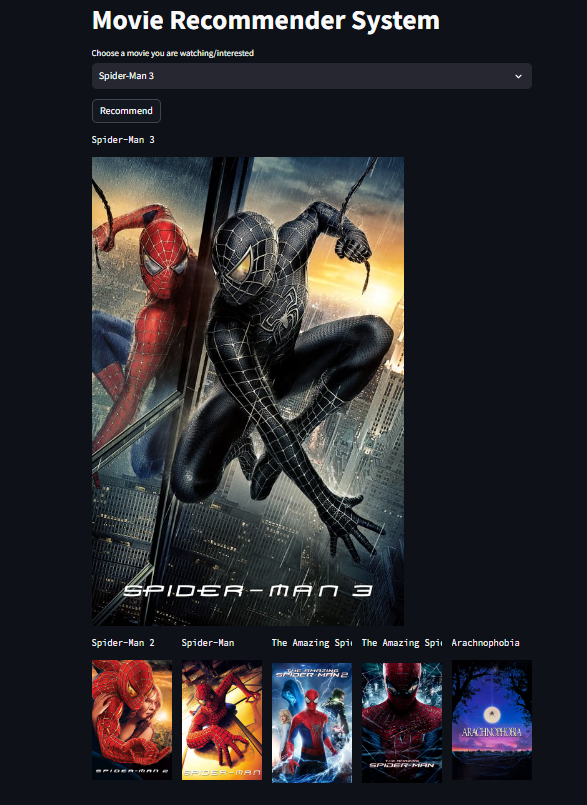 Movie Recommender System
Choose a movie you are watching/interested
Spider-Man 3
Recommend
Spider-Man 3
SPIDER-MAN 3
Spider-Man 2
Spider-Man
The Amazing Spi
The Amazing Spi
Arachnophobia
SPIDER-MAN 2
SPIDER-MAN
THE AMAZING
SPIDER-MAN 2
THE AMAZING
SPIDER-MAN
ARACHNOPHOBIA